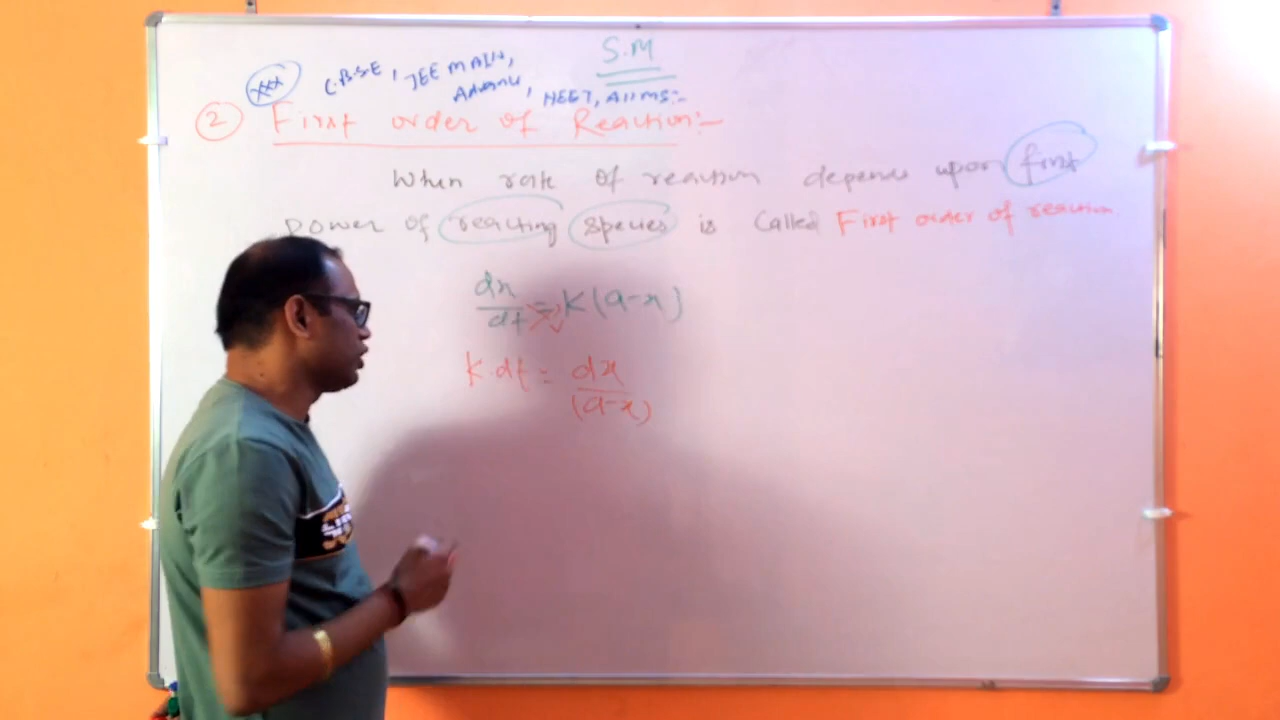 S.M
xxx CBSE, JEE MAIN,
Advance, NEET, AIIMS:-
② First order of Reaction:-
When rate of reaction depends upon first
power of reacting species is called First order of reaction
dx/dt = K(a-x)
K.dt = dx/(a-x)